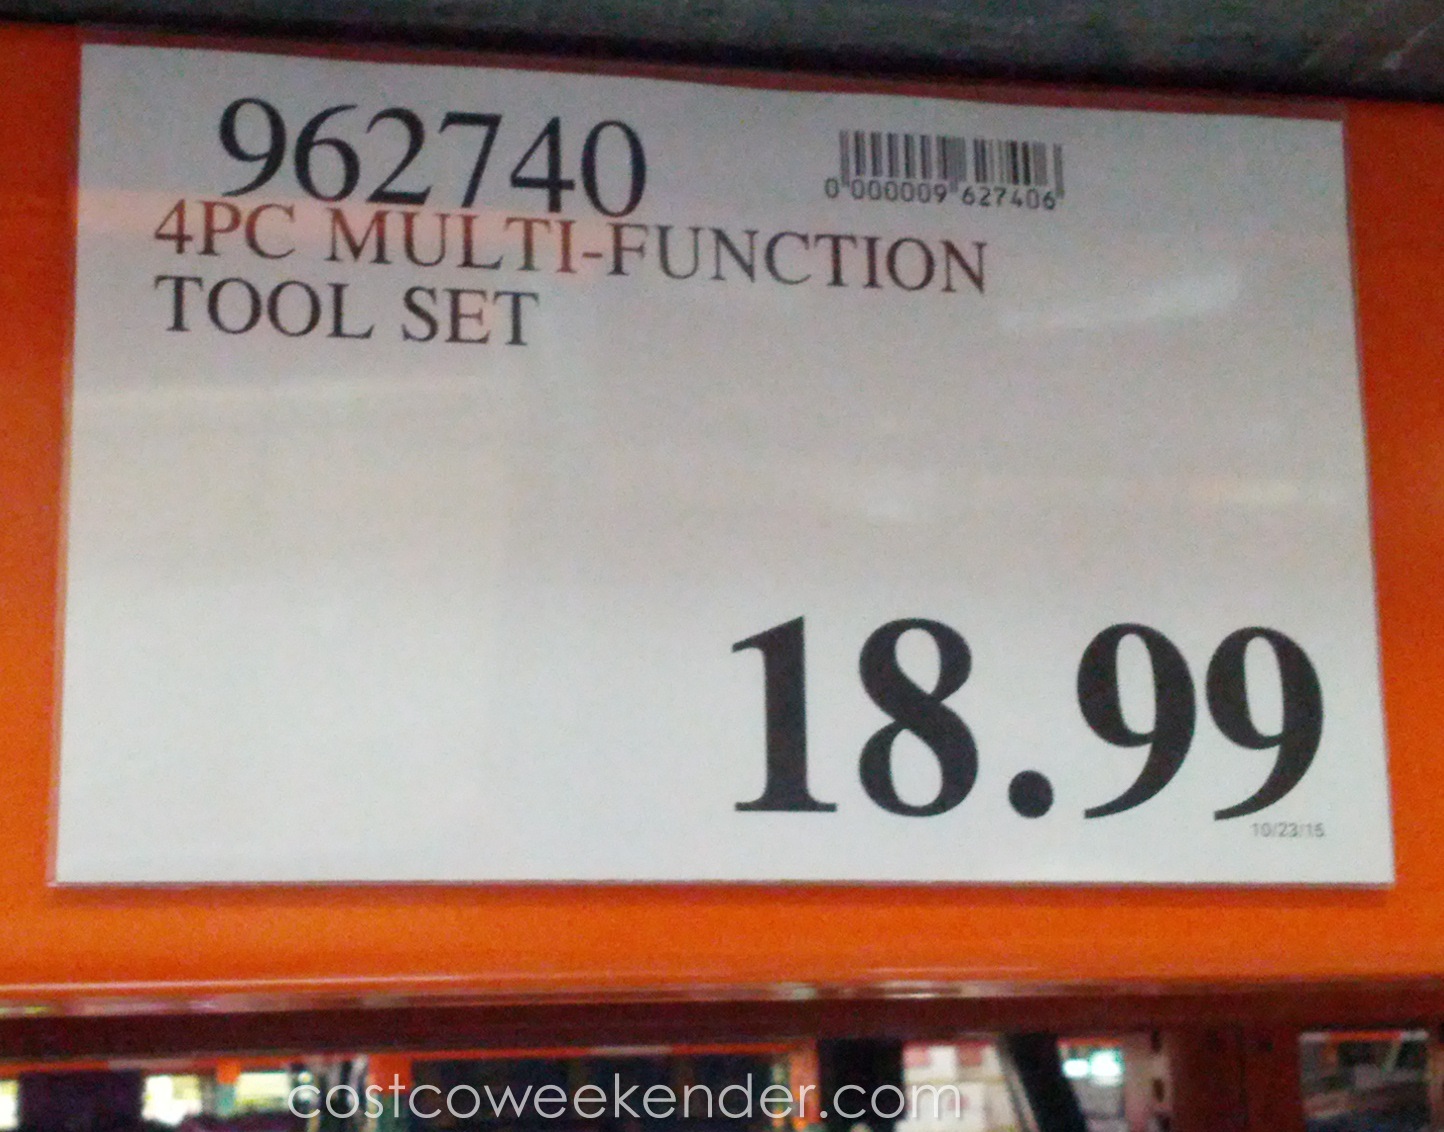 962740
0 000009 627406
4PC MULTI-FUNCTION
TOOL SET
18.99
10/23/15
costcoweekender.com